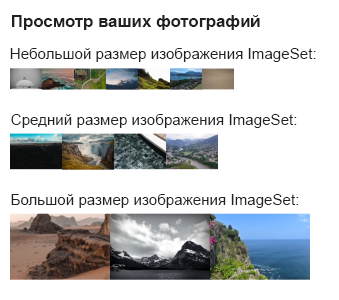 Просмотр ваших фотографий
Небольшой размер изображения ImageSet:
Средний размер изображения ImageSet:
Большой размер изображения ImageSet: